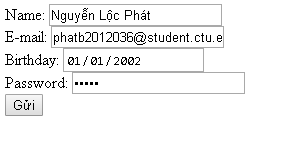 Name: Nguyễn Lộc Phát
E-mail: phatb2012036@student.ctu.e
Birthday: 01/01/2002
Password: •••••
Gửi